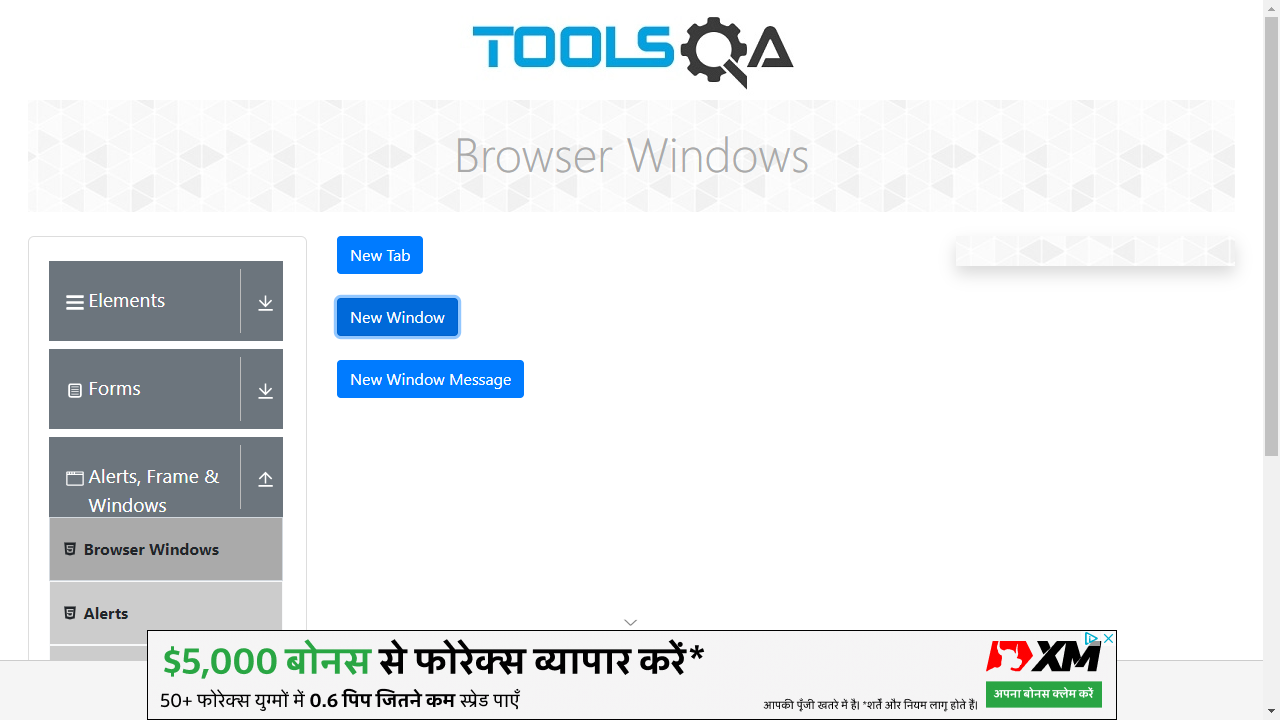 TOOLSQA
Browser Windows
Elements
Forms
Alerts, Frame &
Windows
Browser Windows
Alerts
New Tab
New Window
New Window Message
$5,000 बोनस से फोरेक्स व्यापार करें*
50+ फोरेक्स युग्मों में 0.6 पिप जितने कम स्प्रेड पाएँ
आपकी पूँजी खतरे में है। *शर्तें और नियम लागू होते हैं।
XM
अपना बोनस क्लेम करें